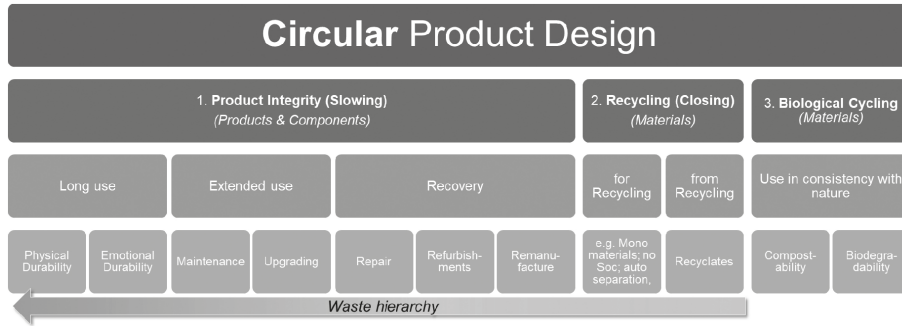 Circular Product Design
1. Product Integrity (Slowing)
(Products & Components)
2. Recycling (Closing)
(Materials)
3. Biological Cycling
(Materials)
Long use
Extended use
Recovery
for
Recycling
from
Recycling
Use in consistency with
nature
Physical
Durability
Emotional
Durability
Maintenance
Upgrading
Repair
Refurbish-
ments
Remanu-
facture
e.g. Mono
materials; no
Soc; auto
separation,
Recyclates
Compost-
ability
Biodegra-
dability
Waste hierarchy